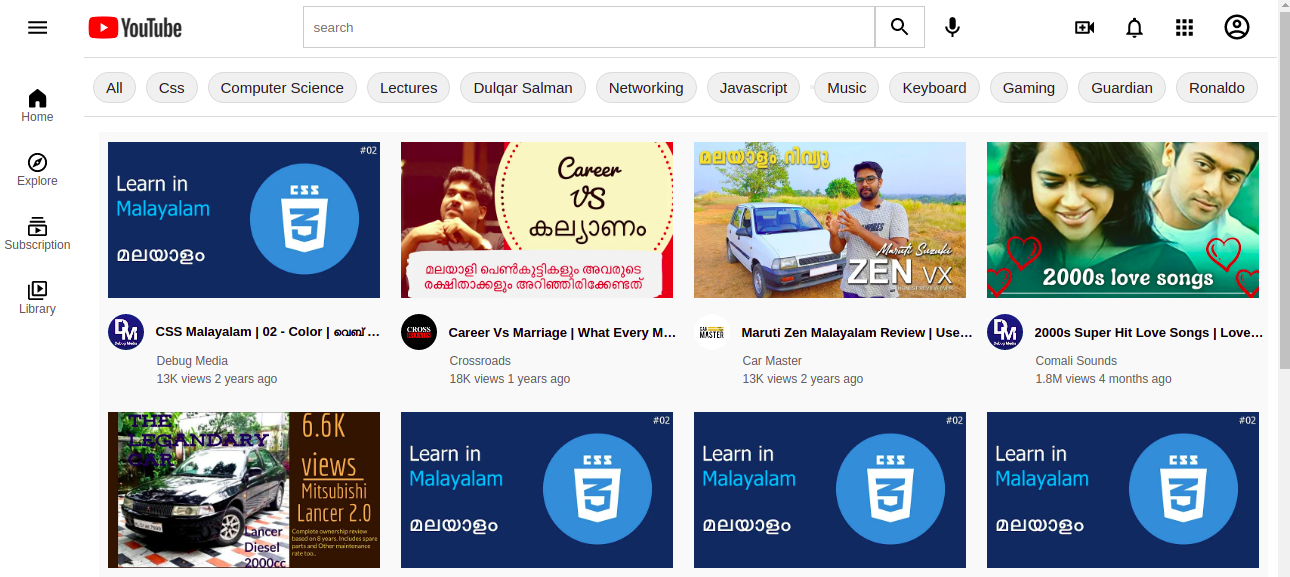 YouTube
search
All
Css
Computer Science
Lectures
Dulqar Salman
Networking
Javascript
Music
Keyboard
Gaming
Guardian
Ronaldo
Home
Explore
Subscription
Library
#02
Learn in
Malayalam
മലയാളം
CSS
3
Career
VS
കല്യാണം
മലയാളി പെൺകുട്ടികളും അവരുടെ
രക്ഷിതാക്കളും അറിഞ്ഞിരിക്കേണ്ടത്
മലയാളം റിവ്യൂ
Maruti Suzuki
ZEN VX
2000s love songs
DM
Debug Media
CSS Malayalam | 02 - Color | വെബ് ...
Debug Media
13K views 2 years ago
CROSS
Career Vs Marriage | What Every M...
Crossroads
18K views 1 years ago
CAR
MASTER
Maruti Zen Malayalam Review | Use...
Car Master
13K views 2 years ago
DM
Debug Media
2000s Super Hit Love Songs | Love...
Comali Sounds
1.8M views 4 months ago
THE
LEGANDARY
CAR
6.6K
views
Mitsubishi
Lancer 2.0
Complete ownership review
based on 8 years. Includes spare
parts and Other maintenance
rate too..
Lancer
Diesel
2000cc
#02
Learn in
Malayalam
മലയാളം
CSS
3
#02
Learn in
Malayalam
മലയാളം
CSS
3
#02
Learn in
Malayalam
മലയാളം
CSS
3